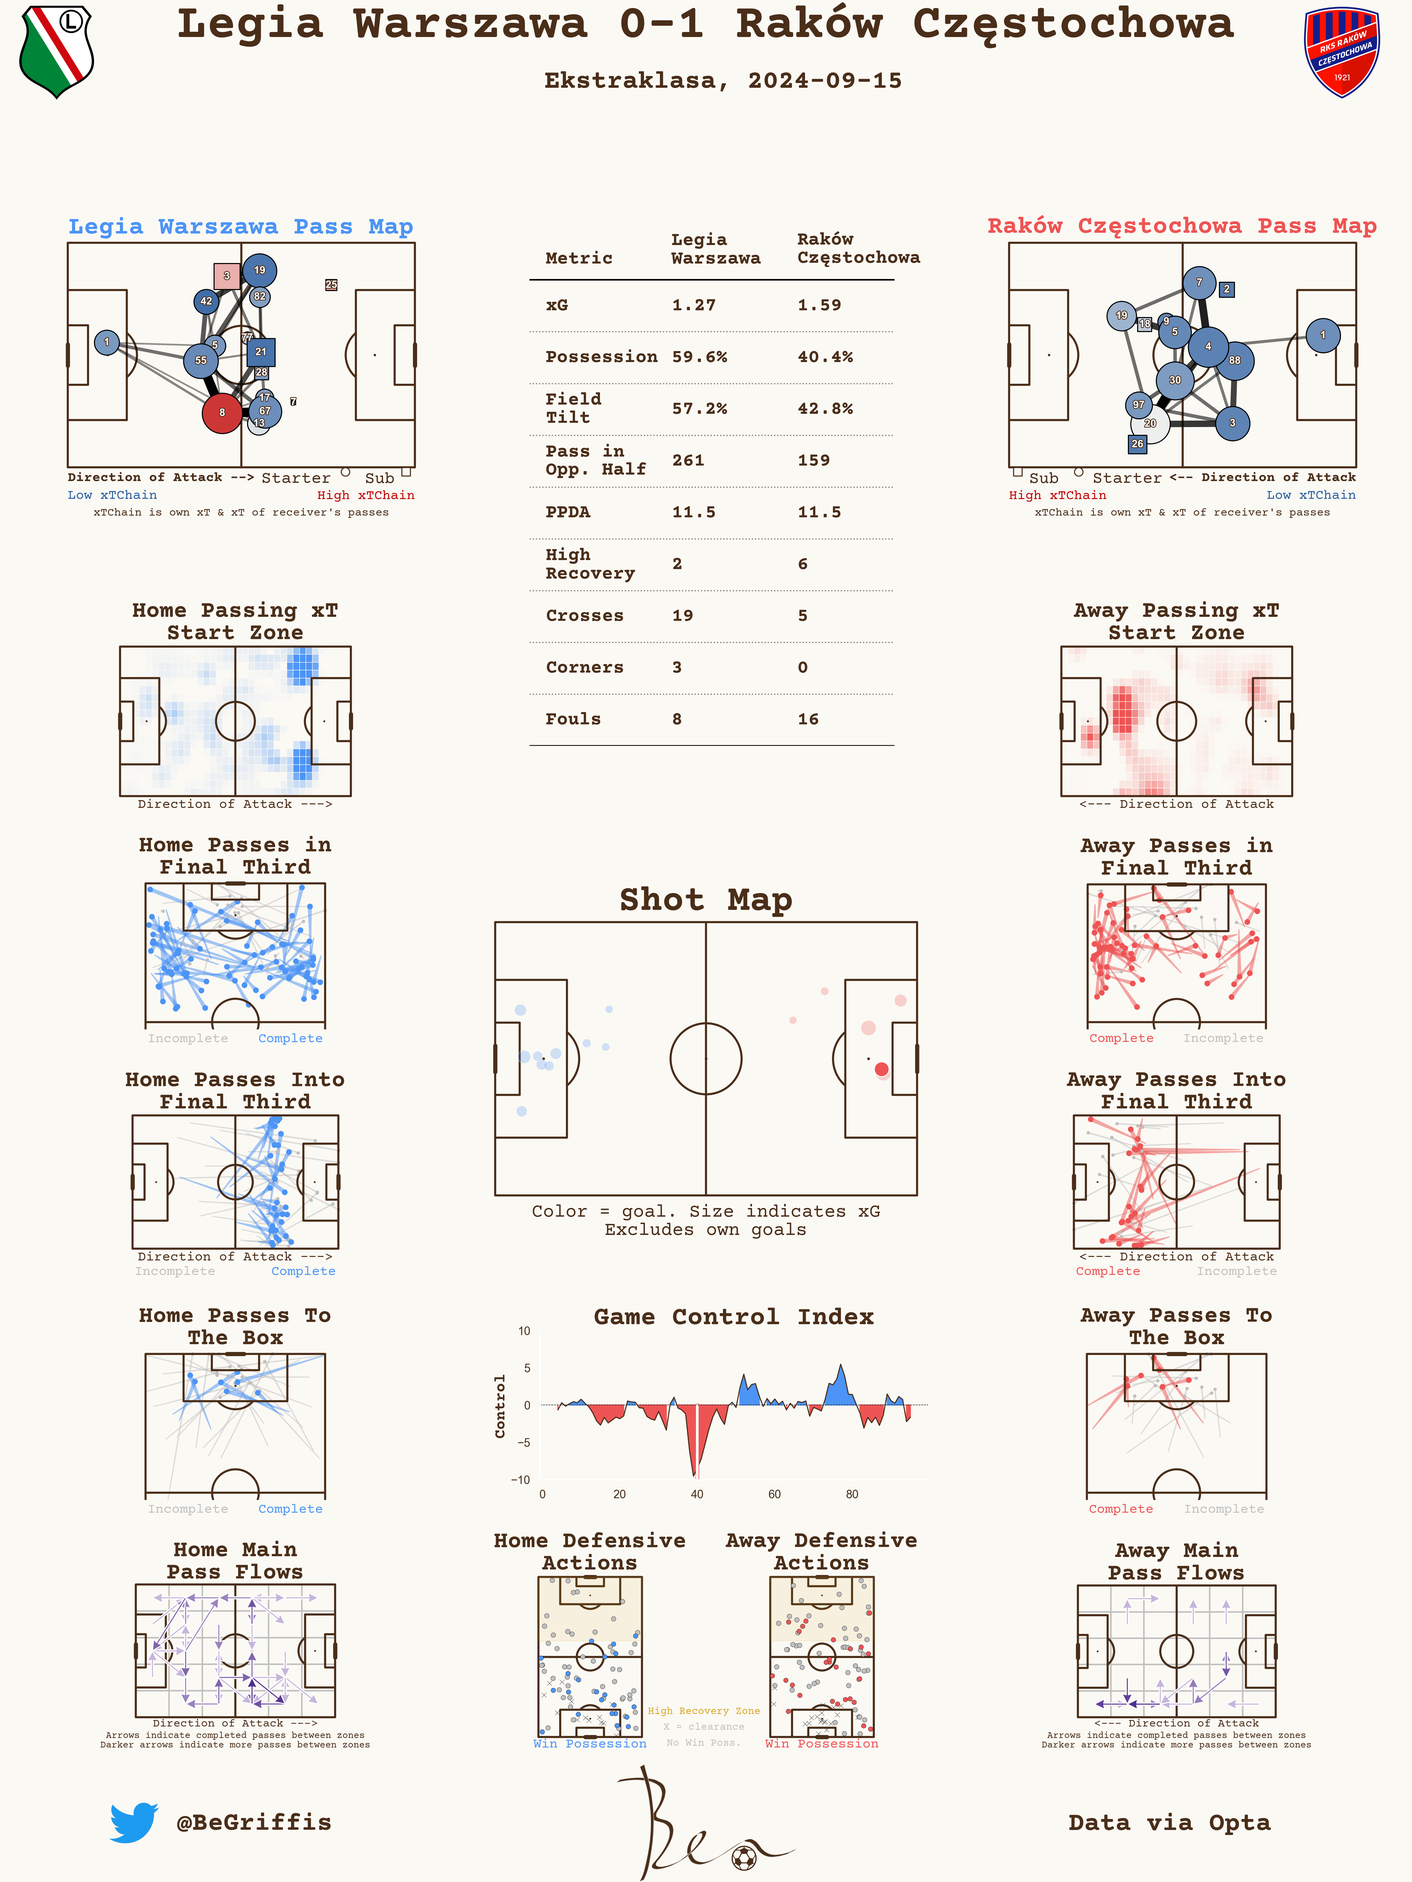 Legia Warszawa 0-1 Raków Częstochowa
L
RKS RAKÓW
CZĘSTOCHOWA
1921
Ekstraklasa, 2024-09-15
Legia Warszawa Pass Map
3
19
25
42
82
1
5
77
55
21
28
17
7
8
67
13
Direction of Attack --> Starter Sub
Low xTChain High xTChain
xTChain is own xT & xT of receiver's passes
Metric Legia Warszawa Raków Częstochowa
xG 1.27 1.59
Possession 59.6% 40.4%
Field Tilt 57.2% 42.8%
Pass in Opp. Half 261 159
PPDA 11.5 11.5
High Recovery 2 6
Crosses 19 5
Corners 3 0
Fouls 8 16
Raków Częstochowa Pass Map
7
2
19
18
9
5
4
1
88
30
97
20
3
26
Sub Starter <-- Direction of Attack
High xTChain Low xTChain
xTChain is own xT & xT of receiver's passes
Home Passing xT
Start Zone
Direction of Attack --->
Away Passing xT
Start Zone
<--- Direction of Attack
Home Passes in
Final Third
Incomplete Complete
Away Passes in
Final Third
Complete Incomplete
Shot Map
Color = goal. Size indicates xG
Excludes own goals
Home Passes Into
Final Third
Direction of Attack --->
Incomplete Complete
Away Passes Into
Final Third
<--- Direction of Attack
Complete Incomplete
Home Passes To
The Box
Incomplete Complete
Game Control Index
Control
10
5
0
−5
−10
0 20 40 60 80
Away Passes To
The Box
Complete Incomplete
Home Main
Pass Flows
Direction of Attack --->
Arrows indicate completed passes between zones
Darker arrows indicate more passes between zones
Home Defensive
Actions
Win Possession
Away Defensive
Actions
Win Possession
High Recovery Zone
X = clearance
No Win Poss.
Away Main
Pass Flows
<--- Direction of Attack
Arrows indicate completed passes between zones
Darker arrows indicate more passes between zones
@BeGriffis
Ben
Data via Opta